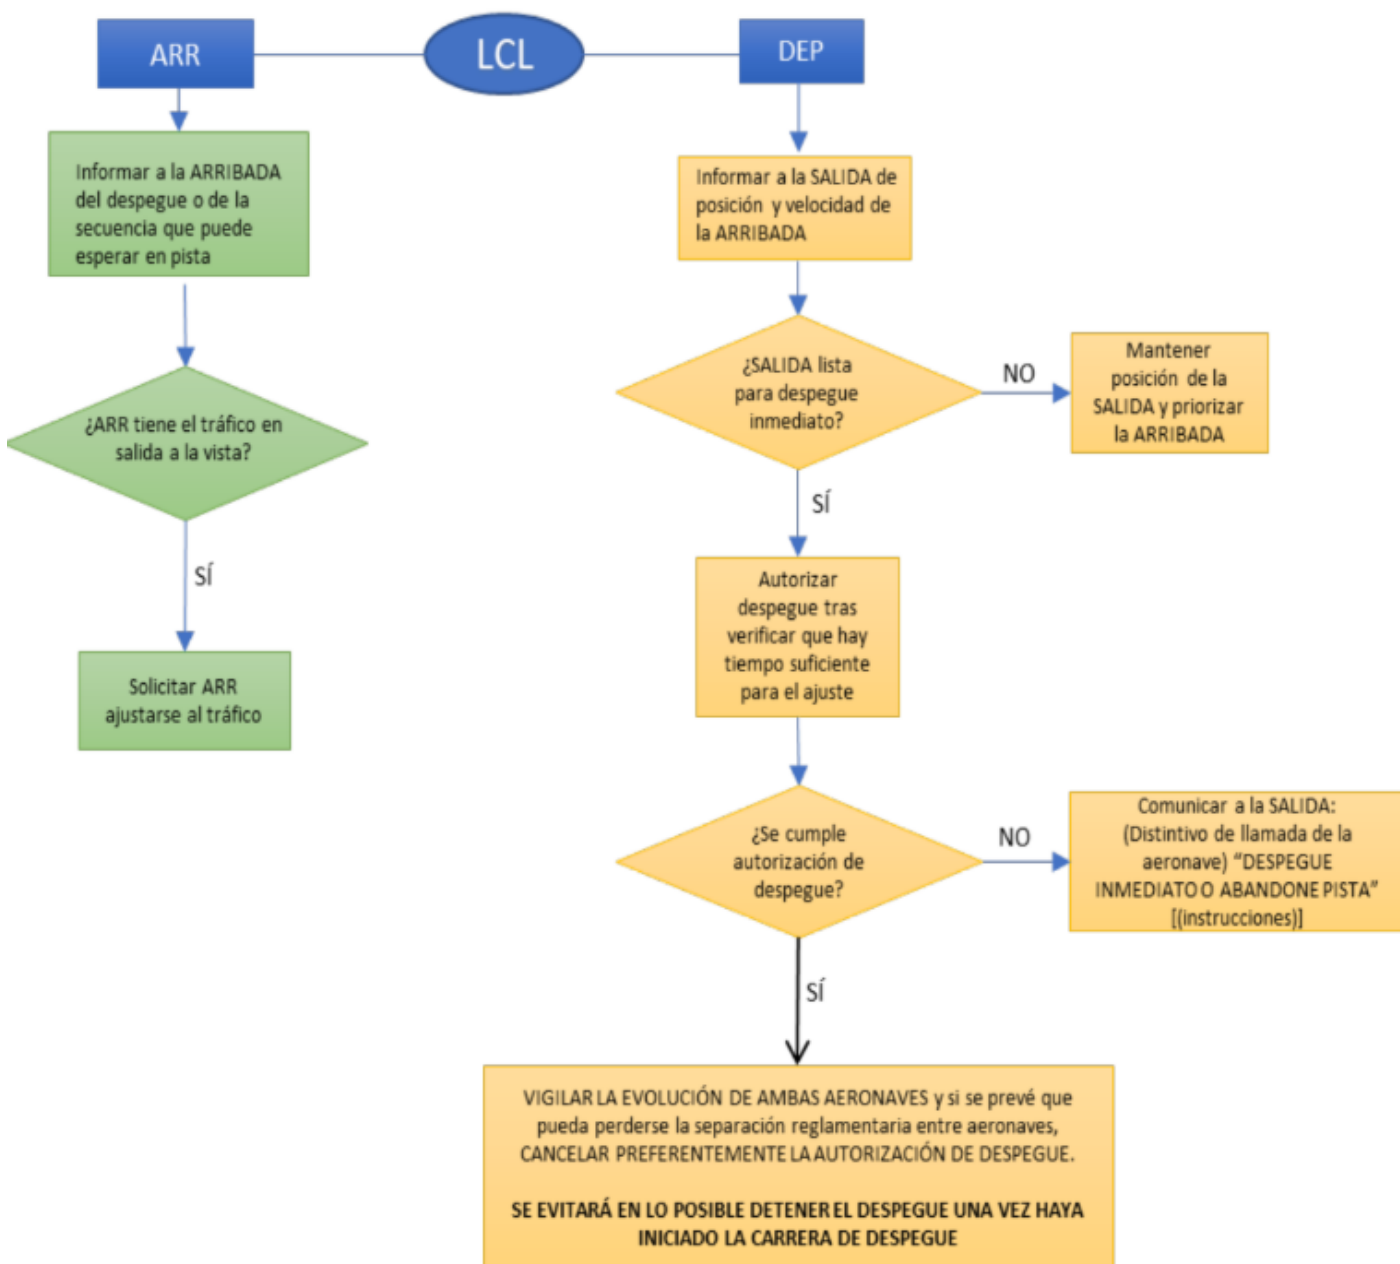 ARR
LCL
DEP
Informar a la ARRIBADA
del despegue o de la
secuencia que puede
esperar en pista
¿ARR tiene el tráfico en
salida a la vista?
SÍ
Solicitar ARR
ajustarse al tráfico
Informar a la SALIDA de
posición y velocidad de
la ARRIBADA
¿SALIDA lista
para despegue
inmediato?
NO
Mantener
posición de la
SALIDA y priorizar
la ARRIBADA
SÍ
Autorizar
despegue tras
verificar que hay
tiempo suficiente
para el ajuste
¿Se cumple
autorización de
despegue?
NO
Comunicar a la SALIDA:
(Distintivo de llamada de la
aeronave) “DESPEGUE
INMEDIATO O ABANDONE PISTA”
[(instrucciones)]
SÍ
VIGILAR LA EVOLUCIÓN DE AMBAS AERONAVES y si se prevé que
pueda perderse la separación reglamentaria entre aeronaves,
CANCELAR PREFERENTEMENTE LA AUTORIZACIÓN DE DESPEGUE.
SE EVITARÁ EN LO POSIBLE DETENER EL DESPEGUE UNA VEZ HAYA
INICIADO LA CARRERA DE DESPEGUE